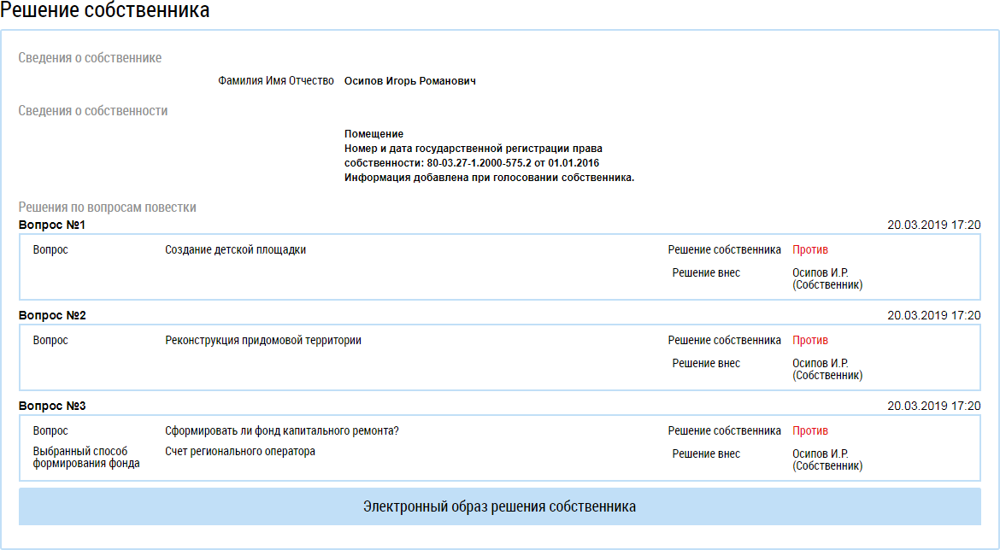 Решение собственника
Сведения о собственнике
Фамилия Имя Отчество Осипов Игорь Романович
Сведения о собственности
Помещение
Номер и дата государственной регистрации права
собственности: 80-03.27-1.2000-575.2 от 01.01.2016
Информация добавлена при голосовании собственника.
Решения по вопросам повестки
Вопрос №1 20.03.2019 17:20
Вопрос Создание детской площадки Решение собственника Против
Решение внес Осипов И.Р.
(Собственник)
Вопрос №2 20.03.2019 17:20
Вопрос Реконструкция придомовой территории Решение собственника Против
Решение внес Осипов И.Р.
(Собственник)
Вопрос №3 20.03.2019 17:20
Вопрос Сформировать ли фонд капитального ремонта? Решение собственника Против
Выбранный способ Счет регионального оператора Решение внес Осипов И.Р.
формирования фонда (Собственник)
Электронный образ решения собственника